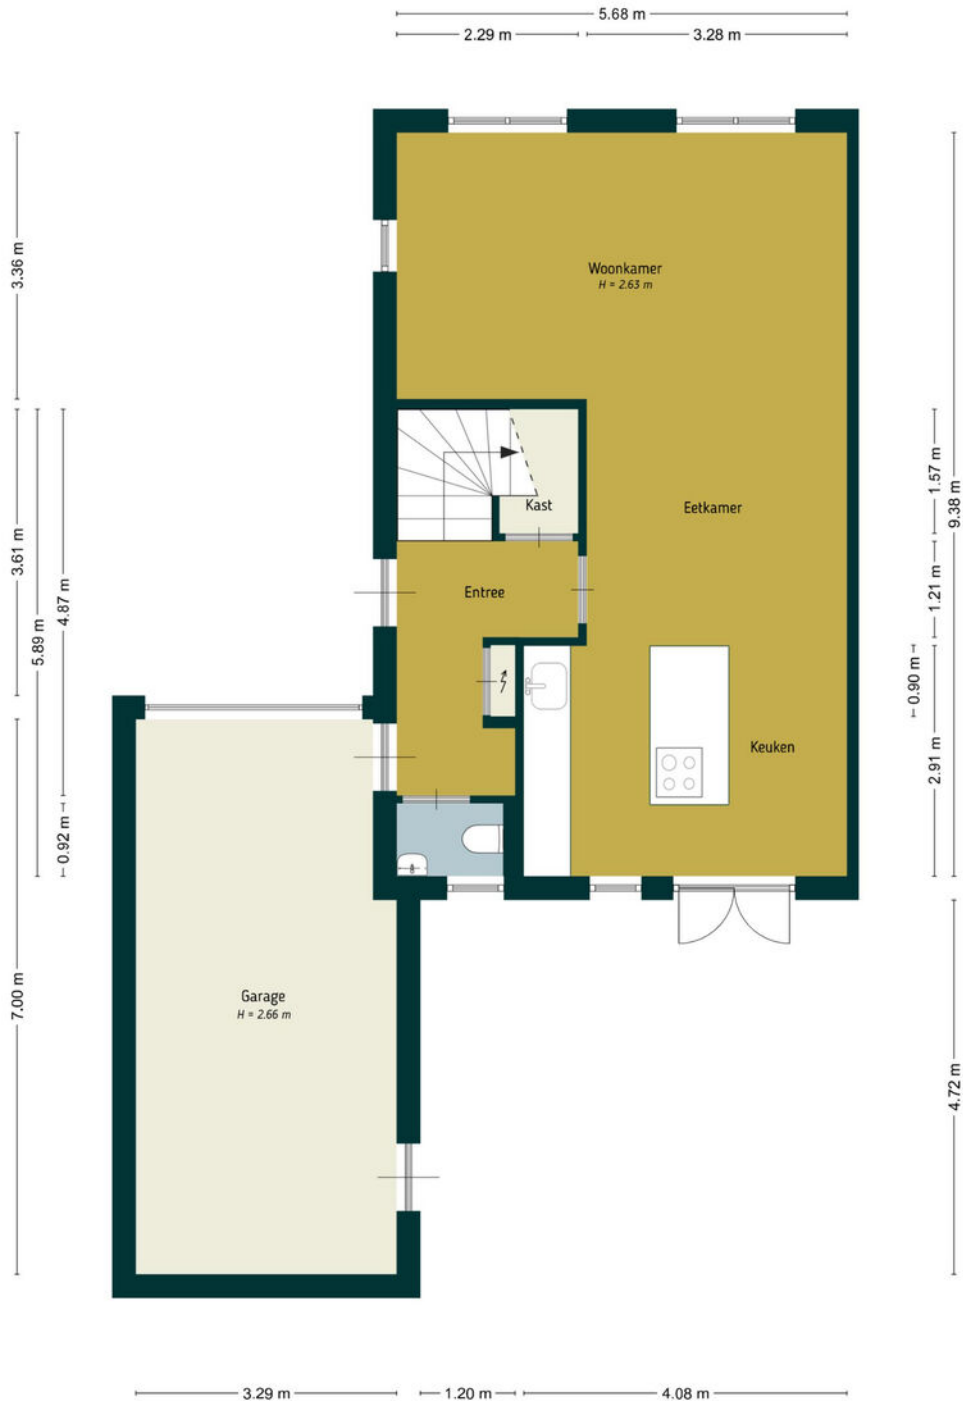 5.68 m
2.29 m
3.28 m
3.36 m
Woonkamer
H = 2.63 m
3.61 m
5.89 m
4.87 m
Kast
Eetkamer
1.57 m
9.38 m
Entree
1.21 m
0.90 m
Keuken
2.91 m
0.92 m
Garage
H = 2.66 m
7.00 m
4.72 m
3.29 m
1.20 m
4.08 m